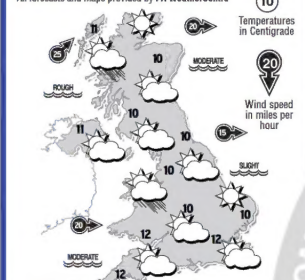 All forecasts and maps provided by PA WeatherCentre
10
Temperatures
in Centigrade
20
Wind speed
in miles per
hour
11
20
25
10
MODERATE
ROUGH
10
10
11
10
15
SLIGHT
10
10
10
20
12
12
MODERATE
12
12